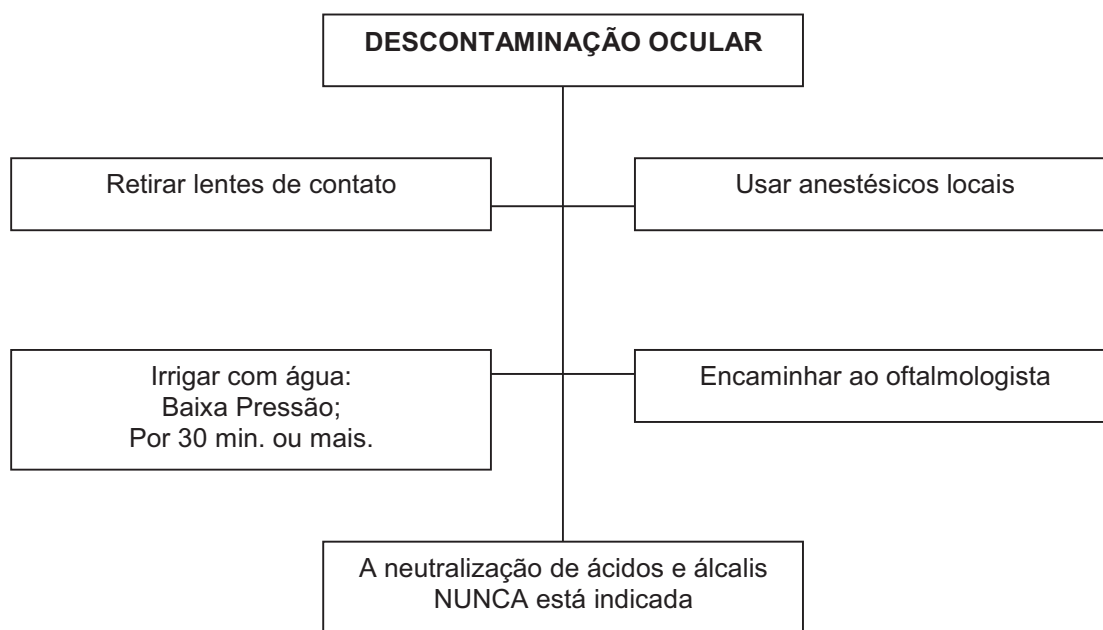 DESCONTAMINAÇÃO OCULAR
Retirar lentes de contato
Usar anestésicos locais
Irrigar com água:
Baixa Pressão;
Por 30 min. ou mais.
Encaminhar ao oftalmologista
A neutralização de ácidos e álcalis
NUNCA está indicada